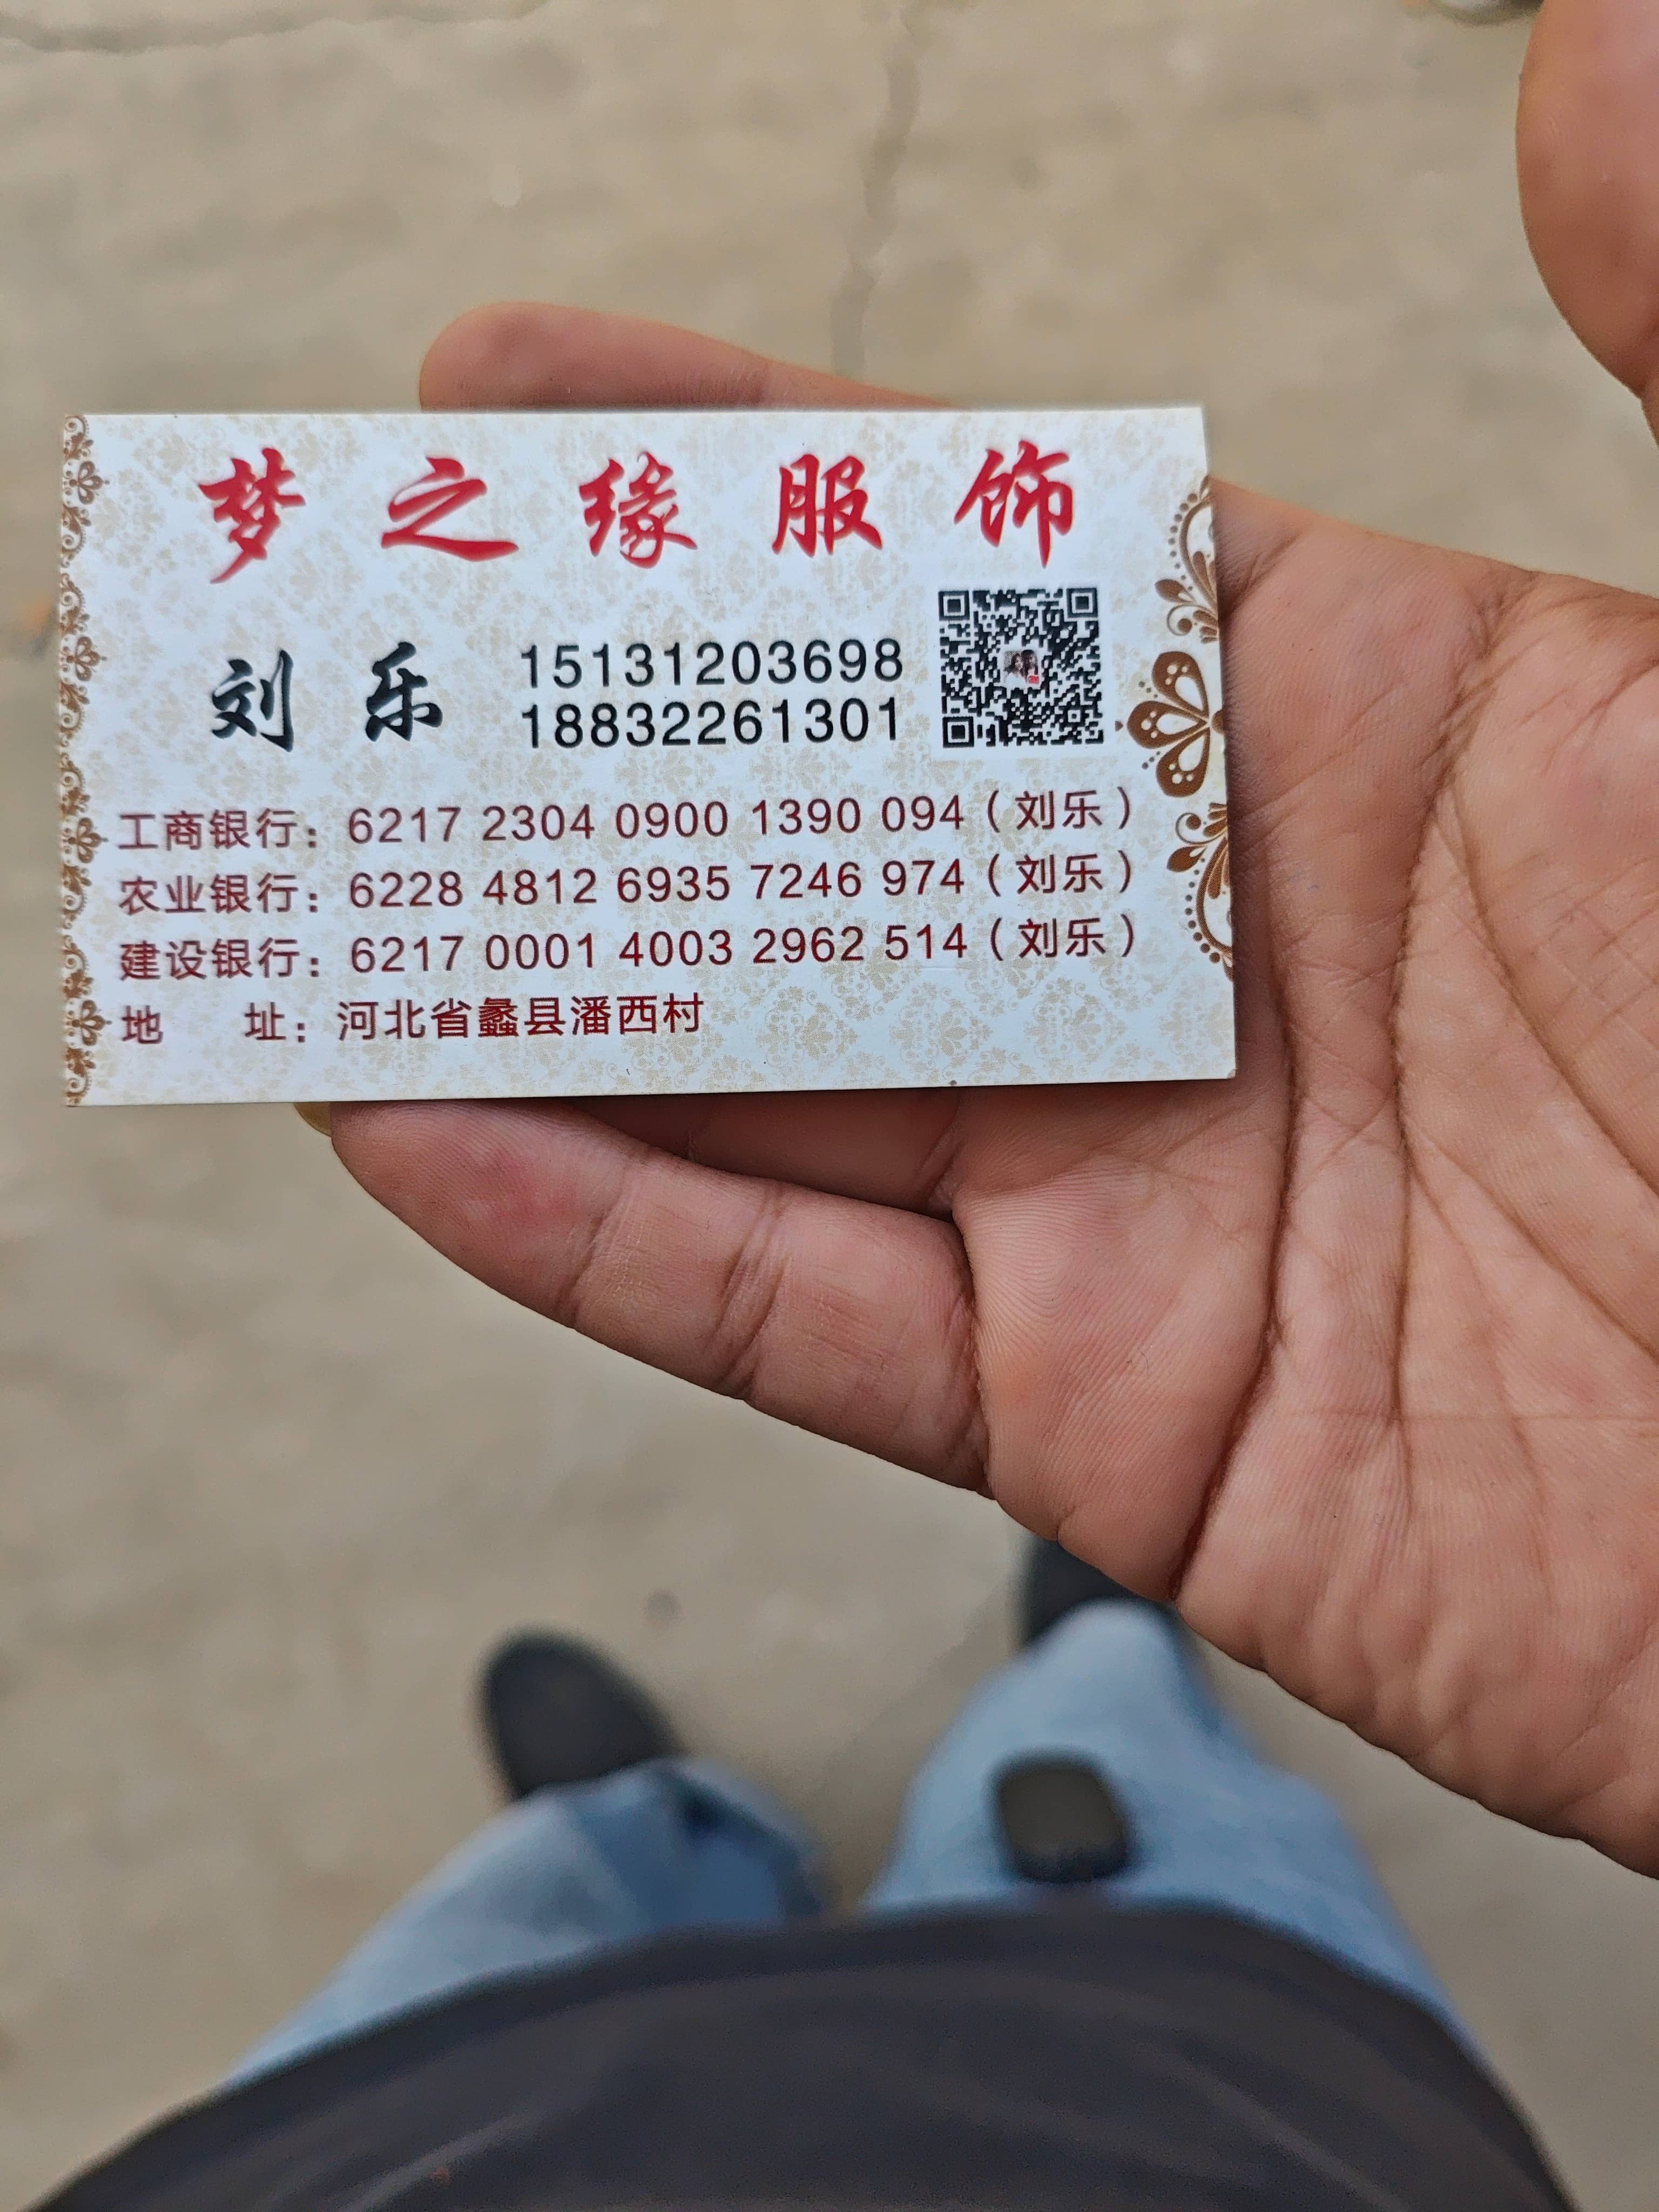 梦之缘服饰
刘乐 15131203698
18832261301
工商银行：6217 2304 0900 1390 094（刘乐）
农业银行：6228 4812 6935 7246 974（刘乐）
建设银行：6217 0001 4003 2962 514（刘乐）
地 址：河北省蠡县潘西村